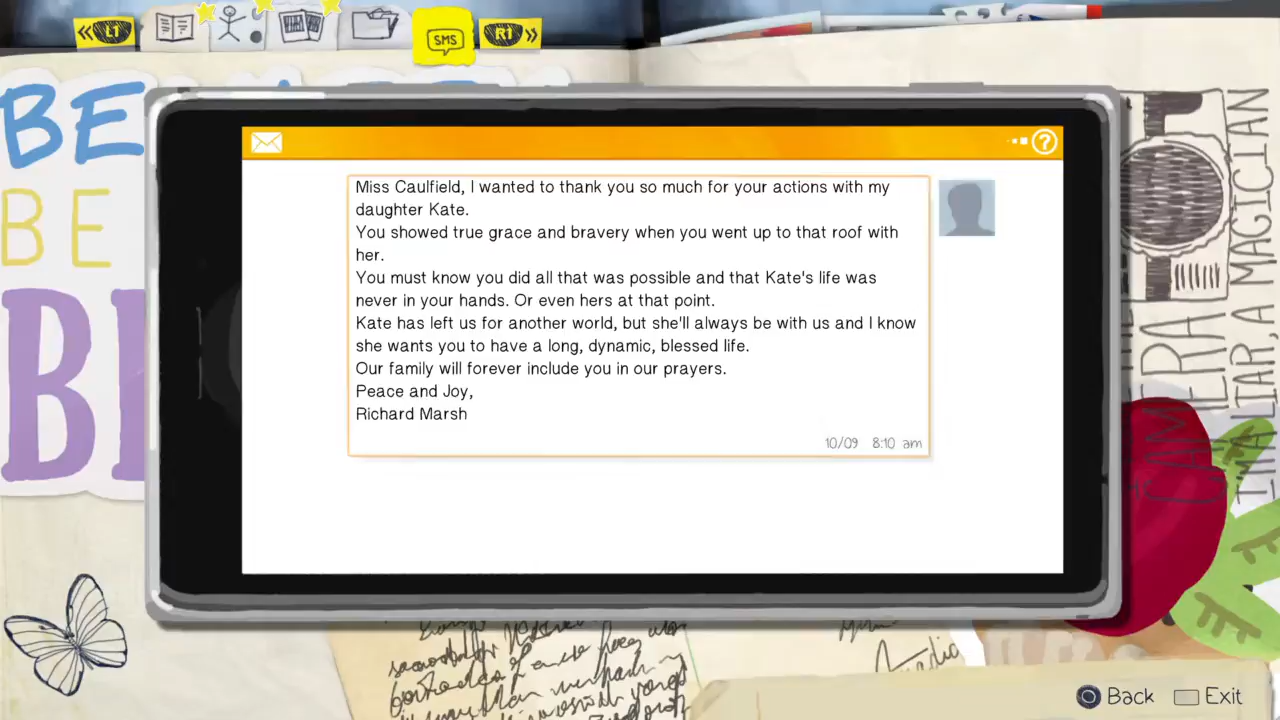 L1
SMS
R1
BE
BE
Miss Caulfield, I wanted to thank you so much for your actions with my
daughter Kate.
You showed true grace and bravery when you went up to that roof with
her.
You must know you did all that was possible and that Kate's life was
never in your hands. Or even hers at that point.
Kate has left us for another world, but she'll always be with us and I know
she wants you to have a long, dynamic, blessed life.
Our family will forever include you in our prayers.
Peace and Joy,
Richard Marsh
10/09 8:10 am
?
CAMERA
I'M A LIAR, A MAGICIAN
Back
Exit